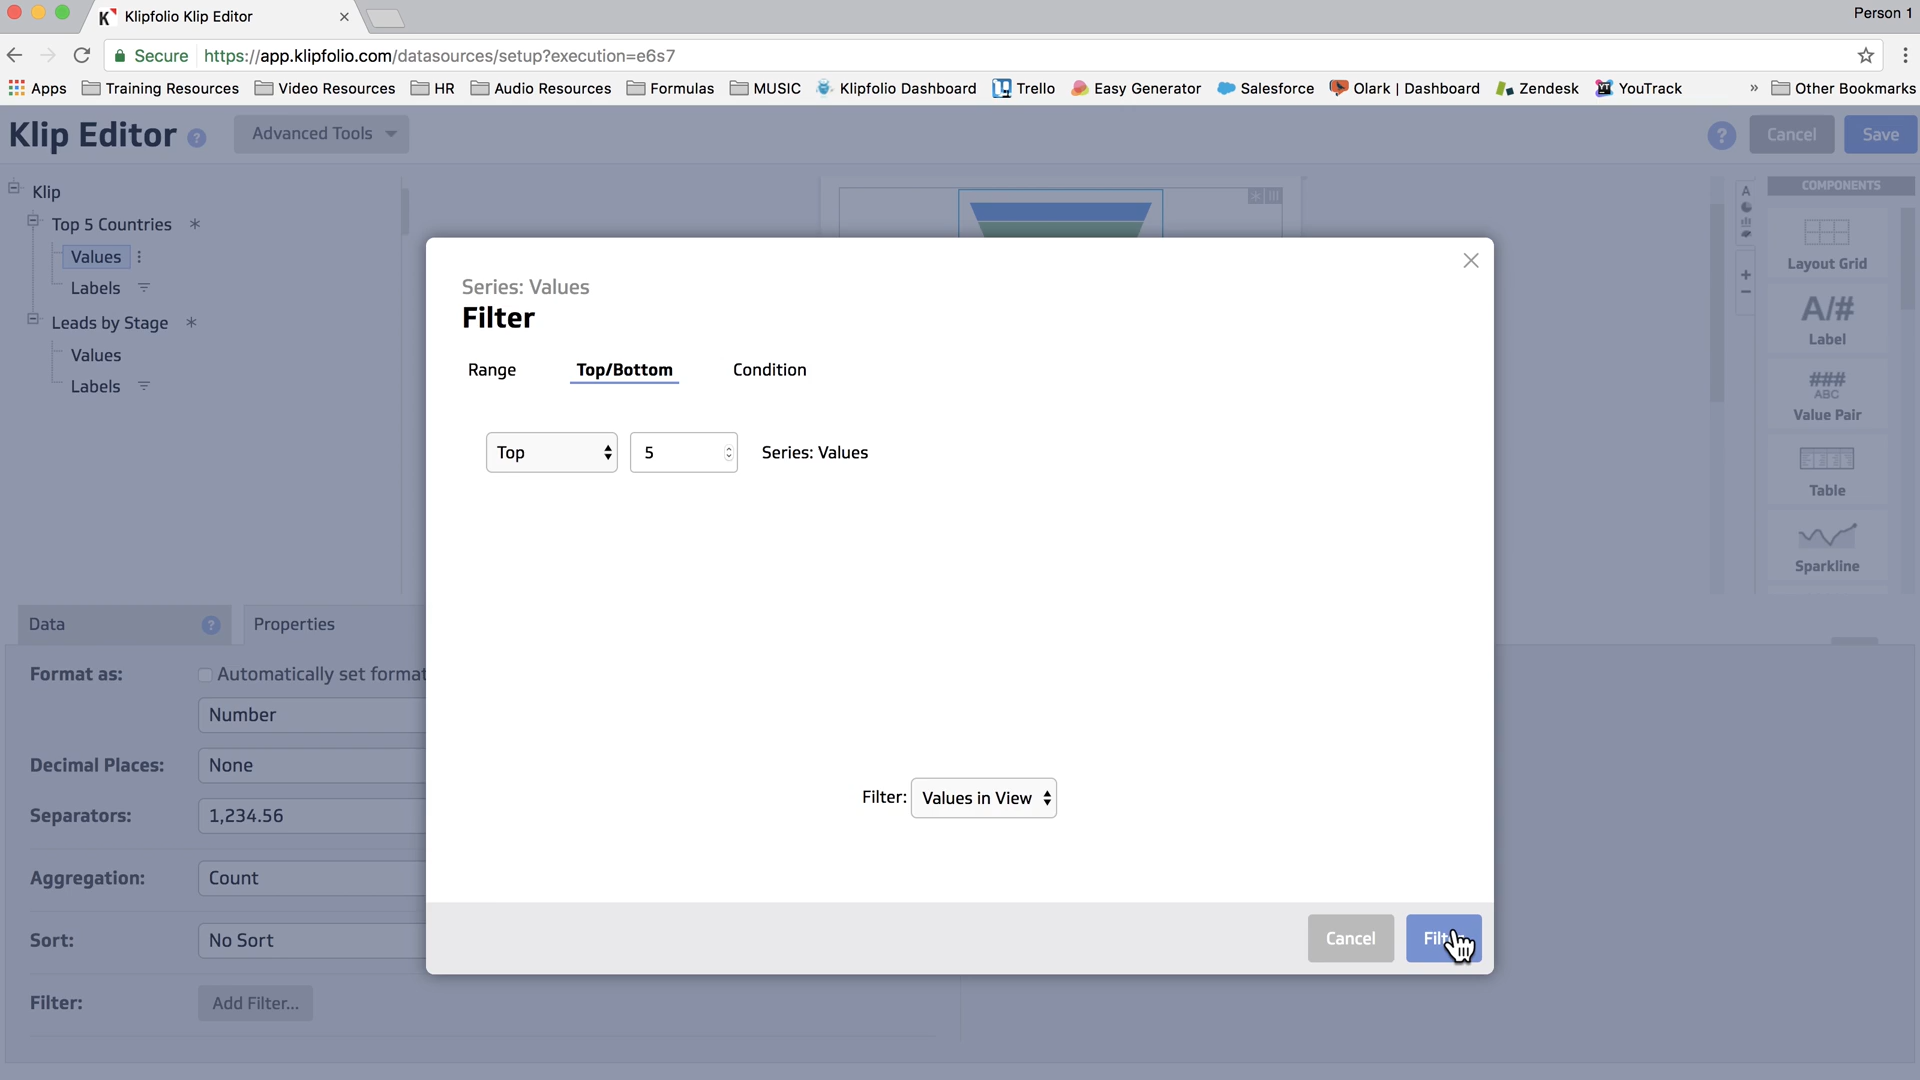 Klipfolio Klip Editor
Person 1
Secure https://app.klipfolio.com/datasources/setup?execution=e6s7
Apps Training Resources Video Resources HR Audio Resources Formulas MUSIC Klipfolio Dashboard Trello Easy Generator Salesforce Olark | Dashboard Zendesk YouTrack » Other Bookmarks
Klip Editor ? Advanced Tools ? Cancel Save
Klip
Top 5 Countries
Values
Labels
Leads by Stage
Values
Labels
COMPONENTS
Layout Grid
A/#
Label
###
ABC
Value Pair
Table
Sparkline
Series: Values
Filter
Range Top/Bottom Condition
Top 5 Series: Values
Filter: Values in View
Cancel
Data ? Properties
Format as: Automatically set format
Number
Decimal Places: None
Separators: 1,234.56
Aggregation: Count
Sort: No Sort
Filter: Add Filter...